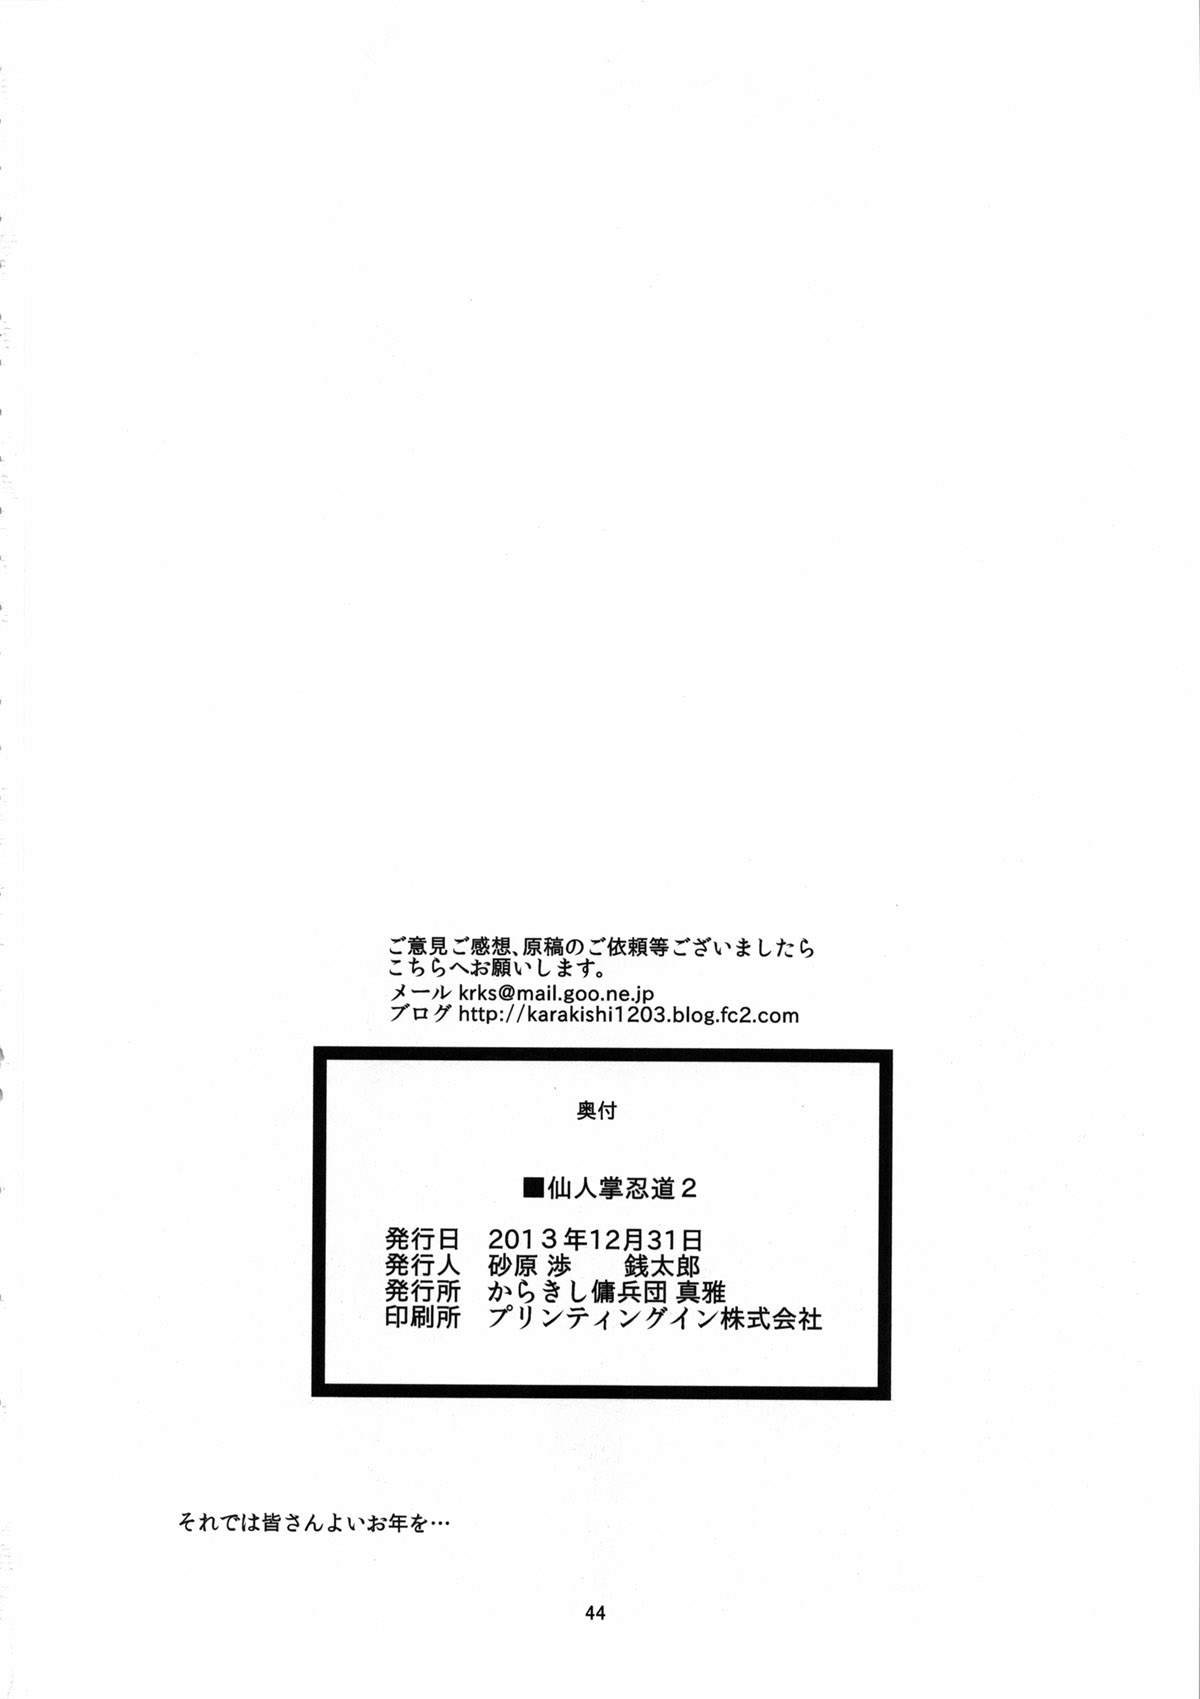 ご意見ご感想、原稿のご依頼等ございましたら
こちらへお願いします。
メール krks@mail.goo.ne.jp
ブログ http://karakishi1203.blog.fc2.com
奥付
■仙人掌忍道２
発行日 201３年12月31日
発行人 砂原 渉 銭太郎
発行所 からきし傭兵団 真雅
印刷所 プリンティングイン株式会社
それでは皆さんよいお年を…
44